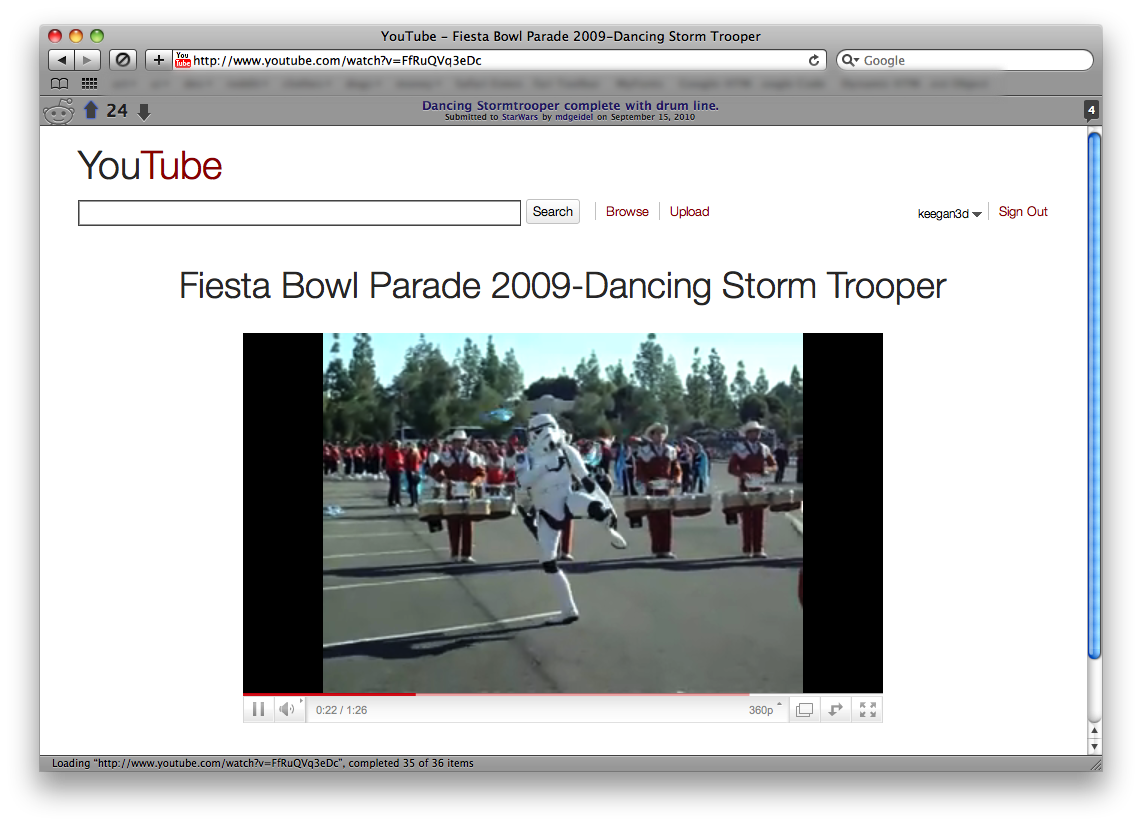 YouTube - Fiesta Bowl Parade 2009-Dancing Storm Trooper
You Tube http://www.youtube.com/watch?v=FfRuQVq3eDc
Google
24
Dancing Stormtrooper complete with drum line.
4
Submitted to StarWars by mdgeidel on September 15, 2010
YouTube
Search Browse Upload keegan3d Sign Out
Fiesta Bowl Parade 2009-Dancing Storm Trooper
0:22 / 1:26 360p
Loading "http://www.youtube.com/watch?v=FfRuQVq3eDc", completed 35 of 36 items